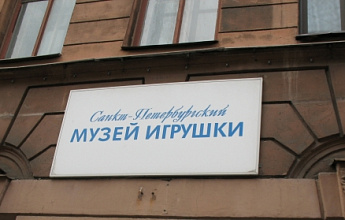 Санкт-Петербургский
МУЗЕЙ ИГРУШКИ